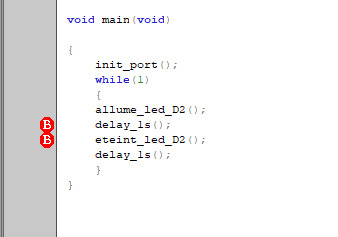 void main(void)
{
init_port();
while(1)
{
allume_led_D2();
B delay_1s();
B eteint_led_D2();
delay_1s();
}
}